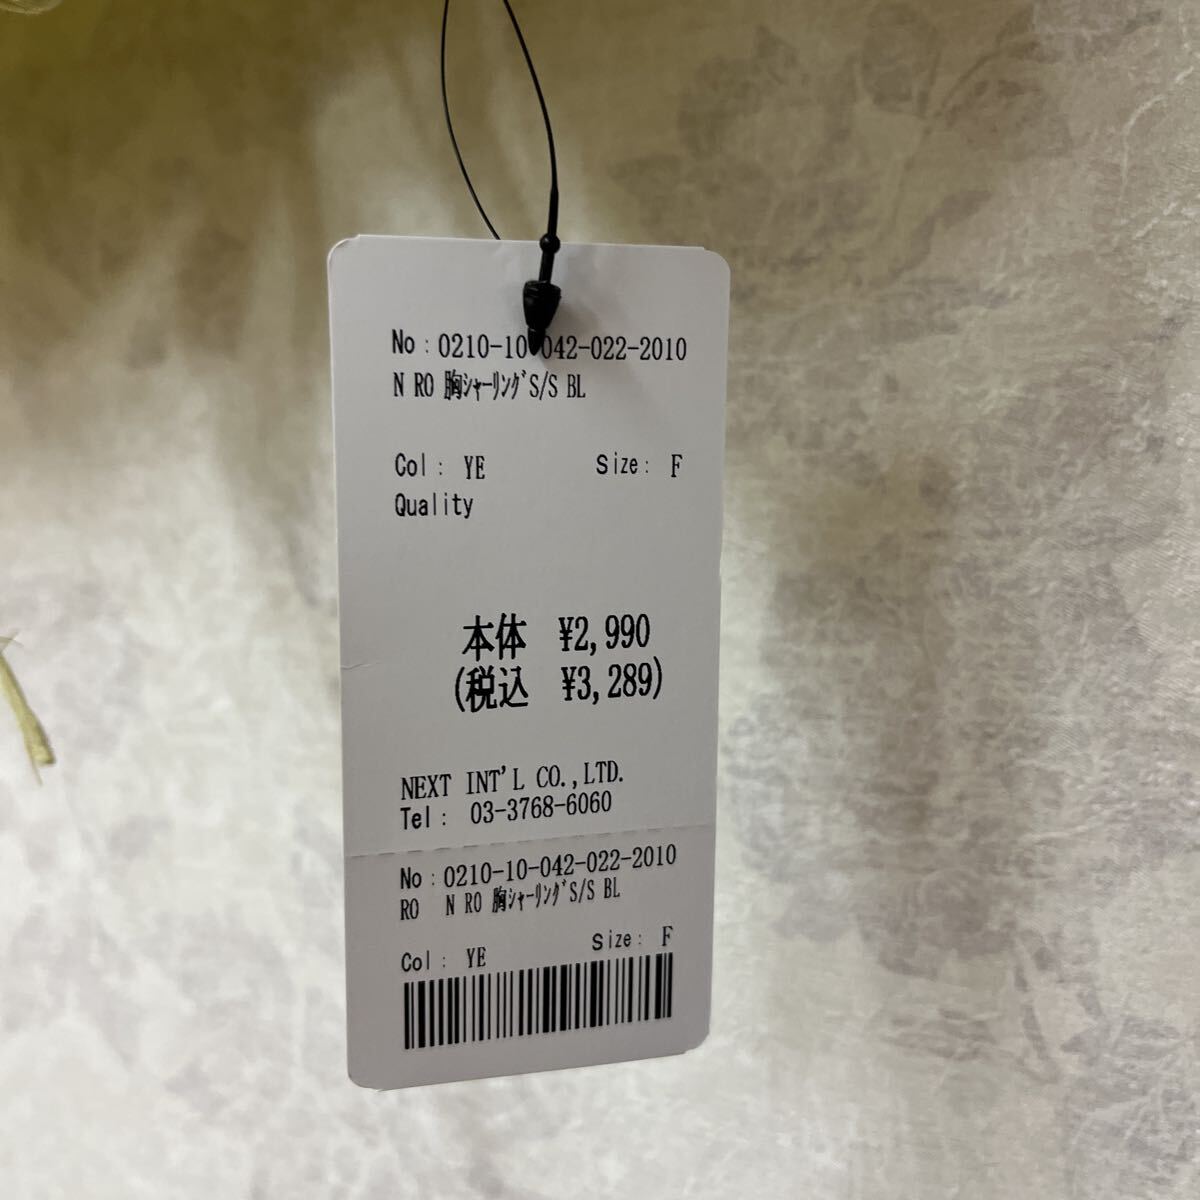 No : 0210-10-042-022-2010
N RO 胸ｼｬｰﾘﾝｸﾞS/S BL
Col : YE Size : F
Quality
本体 ¥2,990
(税込 ¥3,289)
NEXT INT'L CO.,LTD.
Tel : 03-3768-6060
No : 0210-10-042-022-2010
RO N RO 胸ｼｬｰﾘﾝｸﾞS/S BL
Col : YE Size : F